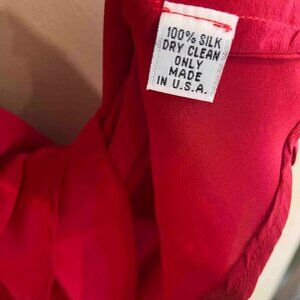 100% SILK
DRY CLEAN
ONLY
MADE
IN U.S.A.